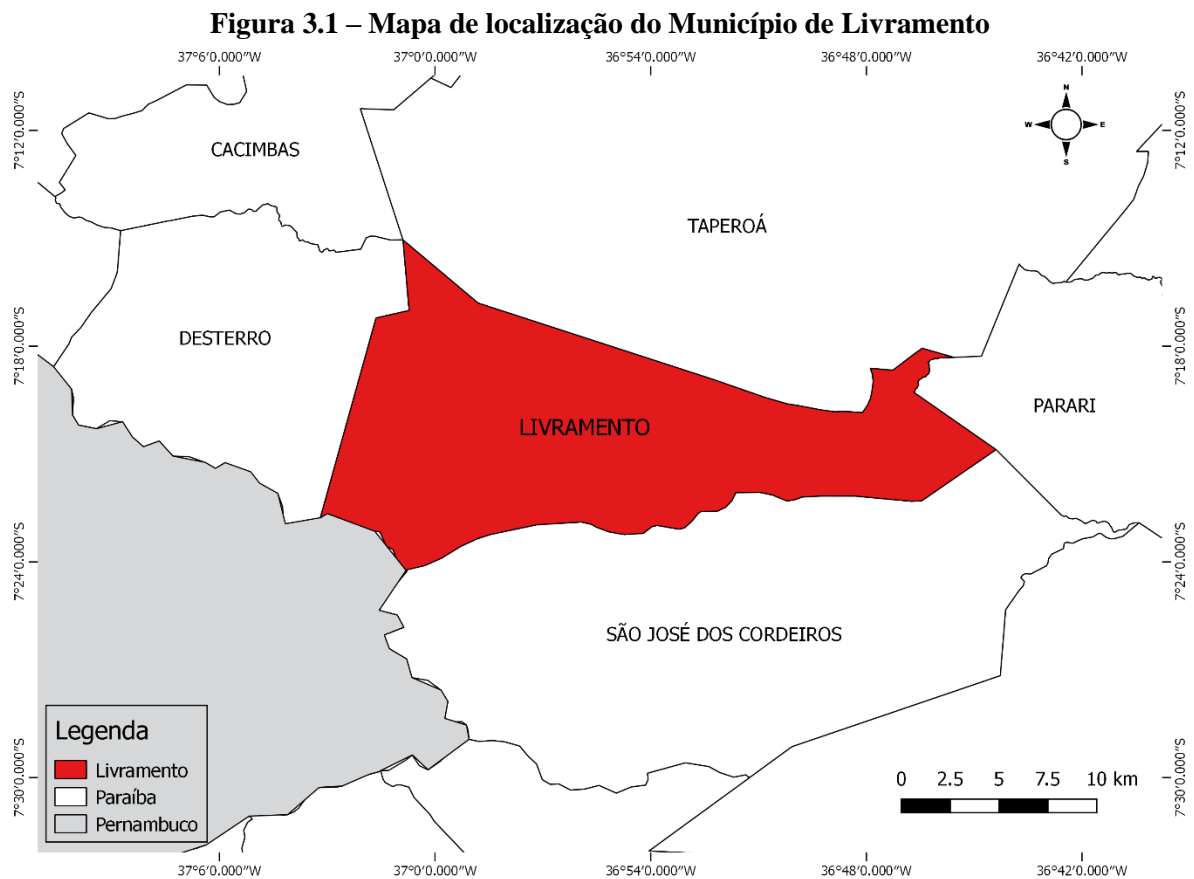 Figura 3.1 – Mapa de localização do Município de Livramento
37°6'0.000"W 37°0'0.000"W 36°54'0.000"W 36°48'0.000"W 36°42'0.000"W
7°12'0.000"S 7°12'0.000"S
N
W E
S
CACIMBAS
TAPEROÁ
7°18'0.000"S 7°18'0.000"S
DESTERRO
PARARI
LIVRAMENTO
7°24'0.000"S 7°24'0.000"S
SÃO JOSÉ DOS CORDEIROS
Legenda
Livramento
Paraíba
Pernambuco
7°30'0.000"S 7°30'0.000"S
0 2.5 5 7.5 10 km
37°6'0.000"W 37°0'0.000"W 36°54'0.000"W 36°48'0.000"W 36°42'0.000"W